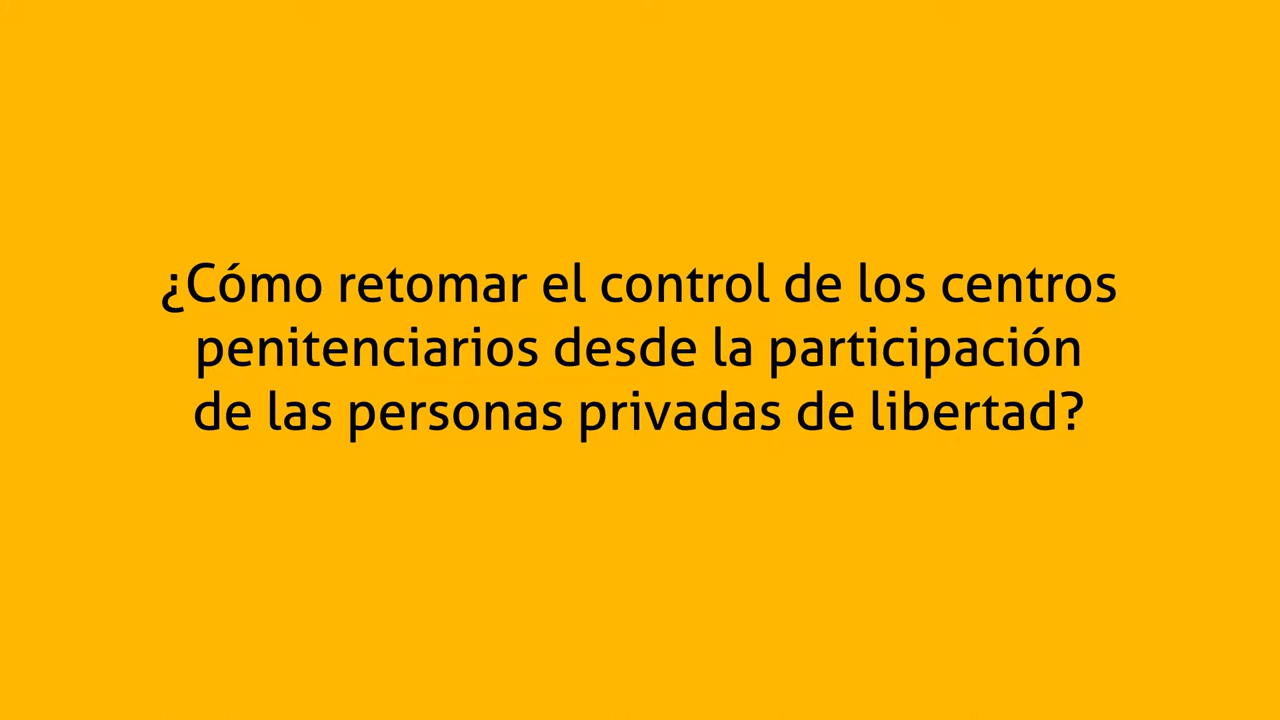 ¿Cómo retomar el control de los centros
penitenciarios desde la participación
de las personas privadas de libertad?